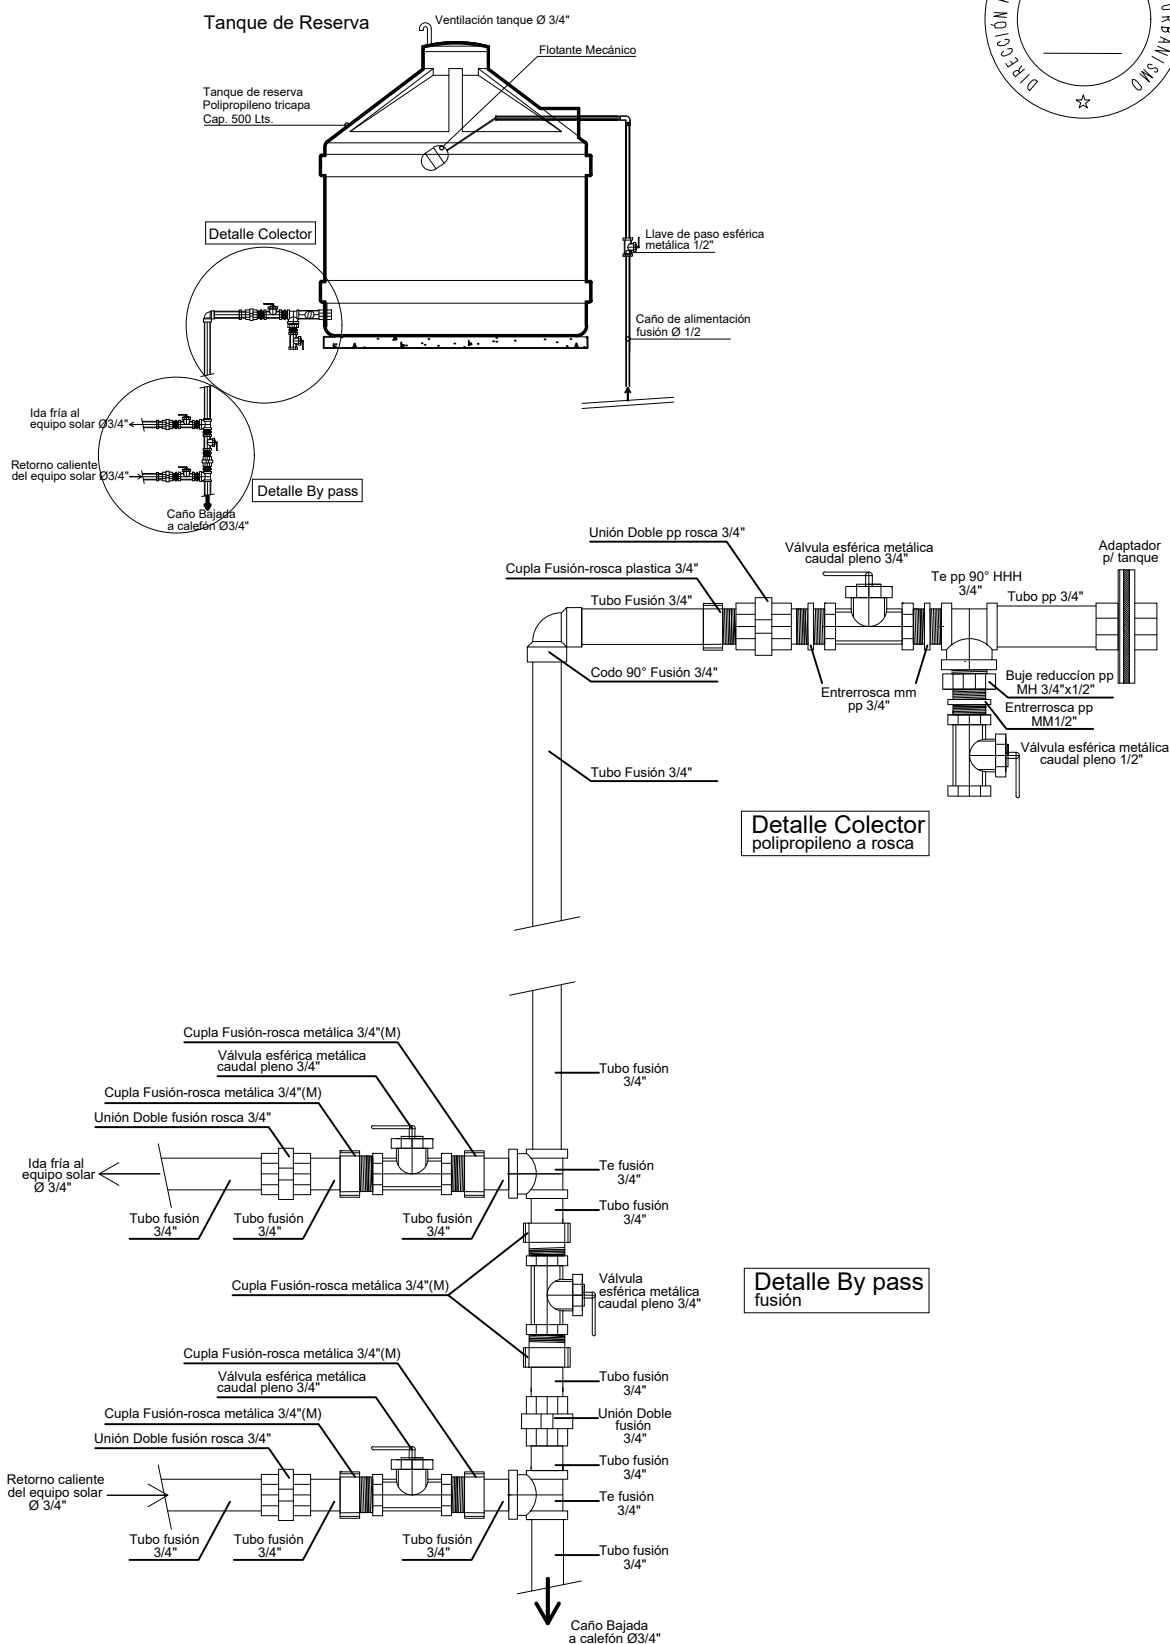 Tanque de Reserva
Ventilación tanque Ø 3/4"
Flotante Mecánico
Tanque de reserva
Polipropileno tricapa
Cap. 500 Lts.
Detalle Colector
Llave de paso esférica
metálica 1/2"
Caño de alimentación
fusión Ø 1/2
Ida fría al
equipo solar Ø3/4"
Retorno caliente
del equipo solar Ø3/4"
Detalle By pass
Caño Bajada
a calefón Ø3/4"
Unión Doble pp rosca 3/4"
Cupla Fusión-rosca plastica 3/4"
Tubo Fusión 3/4"
Válvula esférica metálica
caudal pleno 3/4"
Te pp 90° HHH
3/4"
Adaptador
p/ tanque
Tubo pp 3/4"
Codo 90° Fusión 3/4"
Entrerrosca mm
pp 3/4"
Buje reduccíon pp
MH 3/4"x1/2"
Entrerrosca pp
MM1/2"
Válvula esférica metálica
caudal pleno 1/2"
Tubo Fusión 3/4"
Detalle Colector
polipropileno a rosca
Cupla Fusión-rosca metálica 3/4"(M)
Válvula esférica metálica
caudal pleno 3/4"
Cupla Fusión-rosca metálica 3/4"(M)
Unión Doble fusión rosca 3/4"
Ida fría al
equipo solar
Ø 3/4"
Tubo fusión
3/4"
Tubo fusión
3/4"
Tubo fusión
3/4"
Tubo fusión
3/4"
Te fusión
3/4"
Tubo fusión
3/4"
Cupla Fusión-rosca metálica 3/4"(M)
Válvula
esférica metálica
caudal pleno 3/4"
Detalle By pass
fusión
Cupla Fusión-rosca metálica 3/4"(M)
Válvula esférica metálica
caudal pleno 3/4"
Cupla Fusión-rosca metálica 3/4"(M)
Unión Doble fusión rosca 3/4"
Retorno caliente
del equipo solar
Ø 3/4"
Tubo fusión
3/4"
Tubo fusión
3/4"
Tubo fusión
3/4"
Tubo fusión
3/4"
Unión Doble
fusión
3/4"
Tubo fusión
3/4"
Te fusión
3/4"
Tubo fusión
3/4"
Caño Bajada
a calefón Ø3/4"